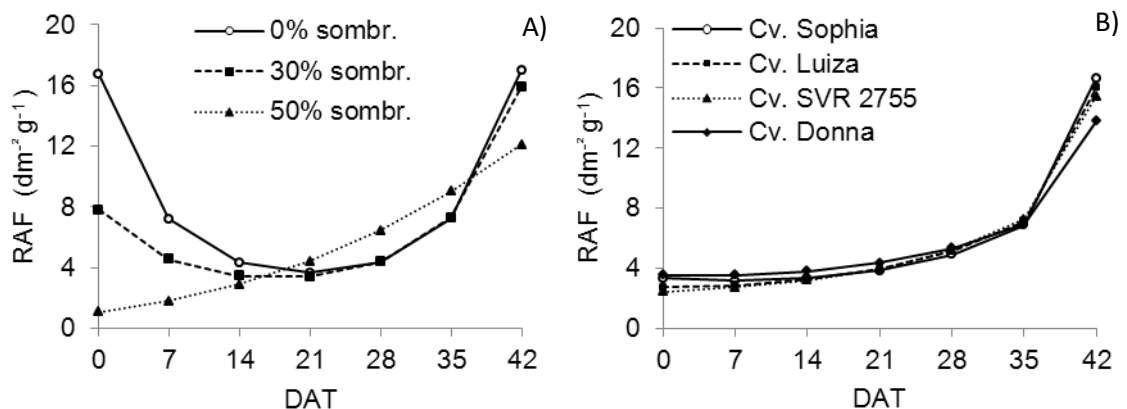 A)
RAF (dm⁻² g⁻¹)
20
16
12
8
4
0
0% sombr.
30% sombr.
50% sombr.
0 7 14 21 28 35 42
DAT
B)
RAF (dm⁻² g⁻¹)
20
16
12
8
4
0
Cv. Sophia
Cv. Luiza
Cv. SVR 2755
Cv. Donna
0 7 14 21 28 35 42
DAT